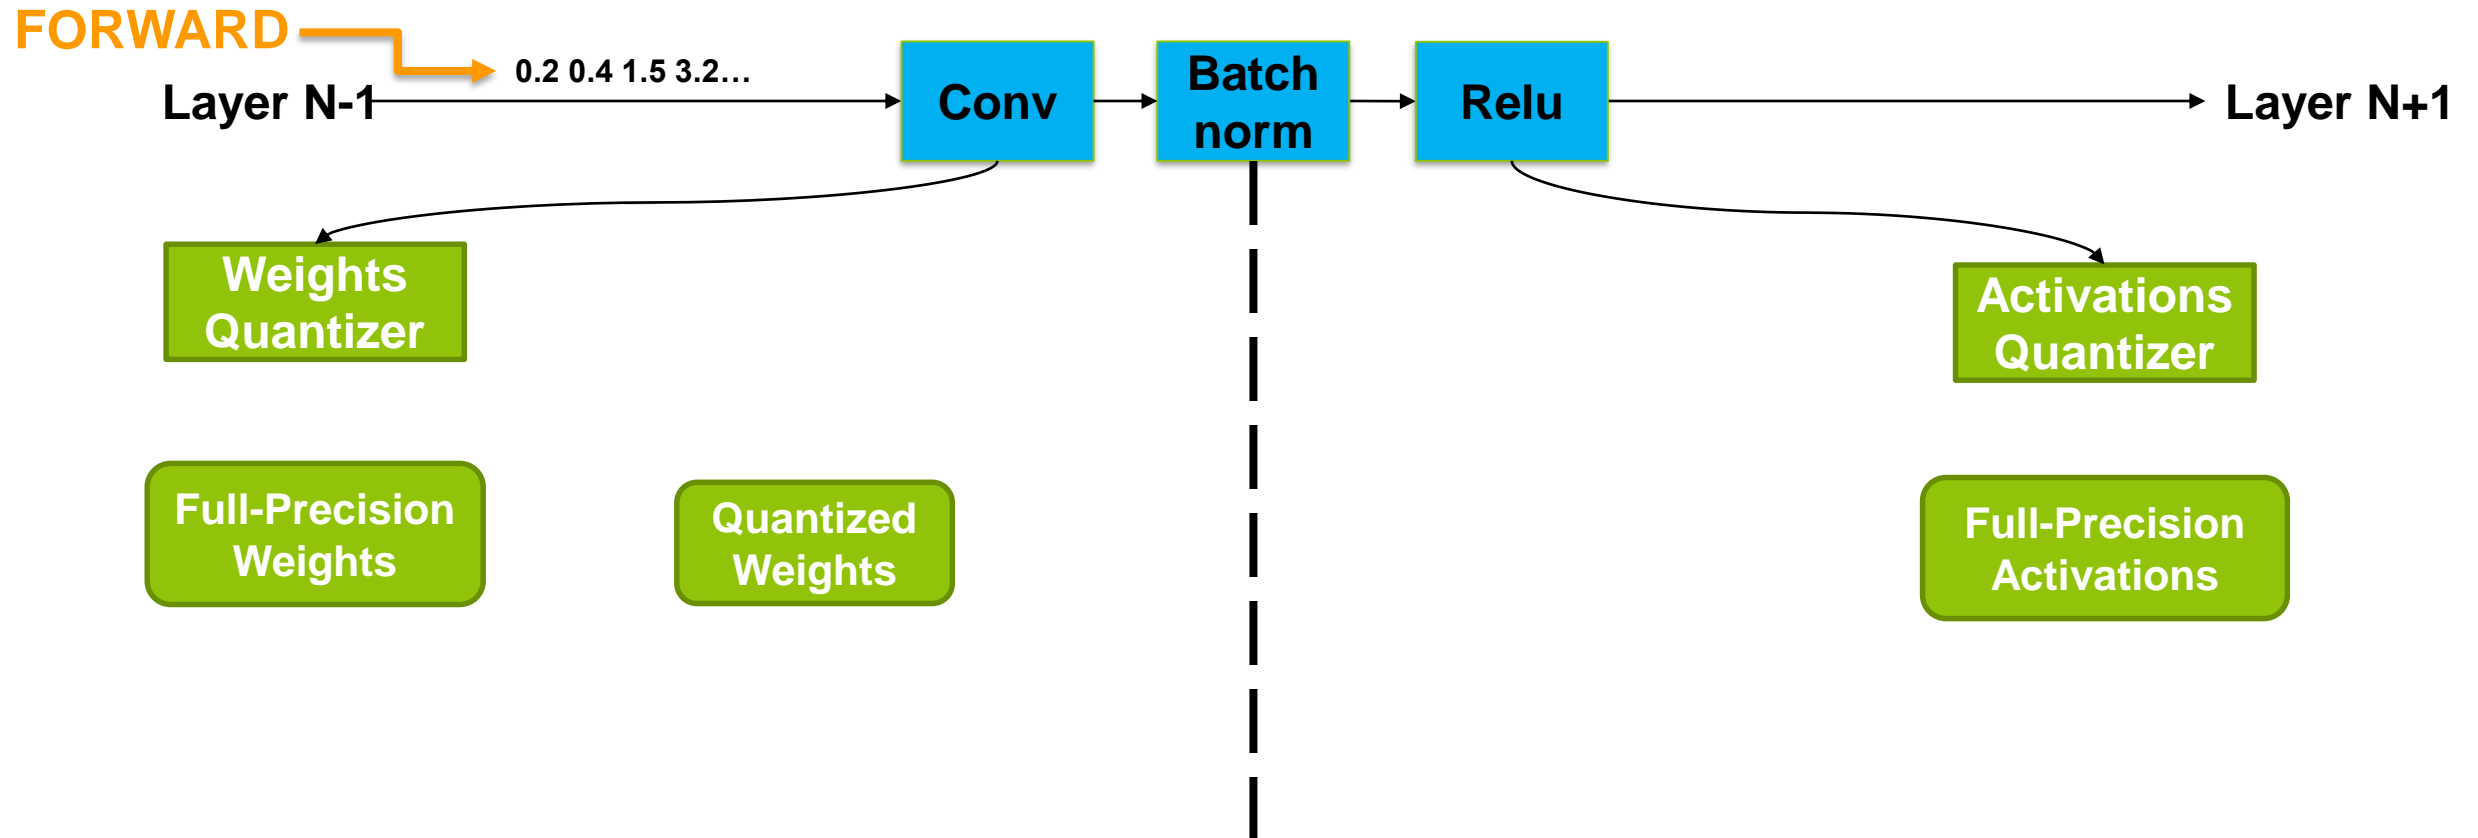 FORWARD
0.2 0.4 1.5 3.2...
Layer N-1
Conv
Batch
norm
Relu
Layer N+1
Weights
Quantizer
Activations
Quantizer
Full-Precision
Weights
Quantized
Weights
Full-Precision
Activations